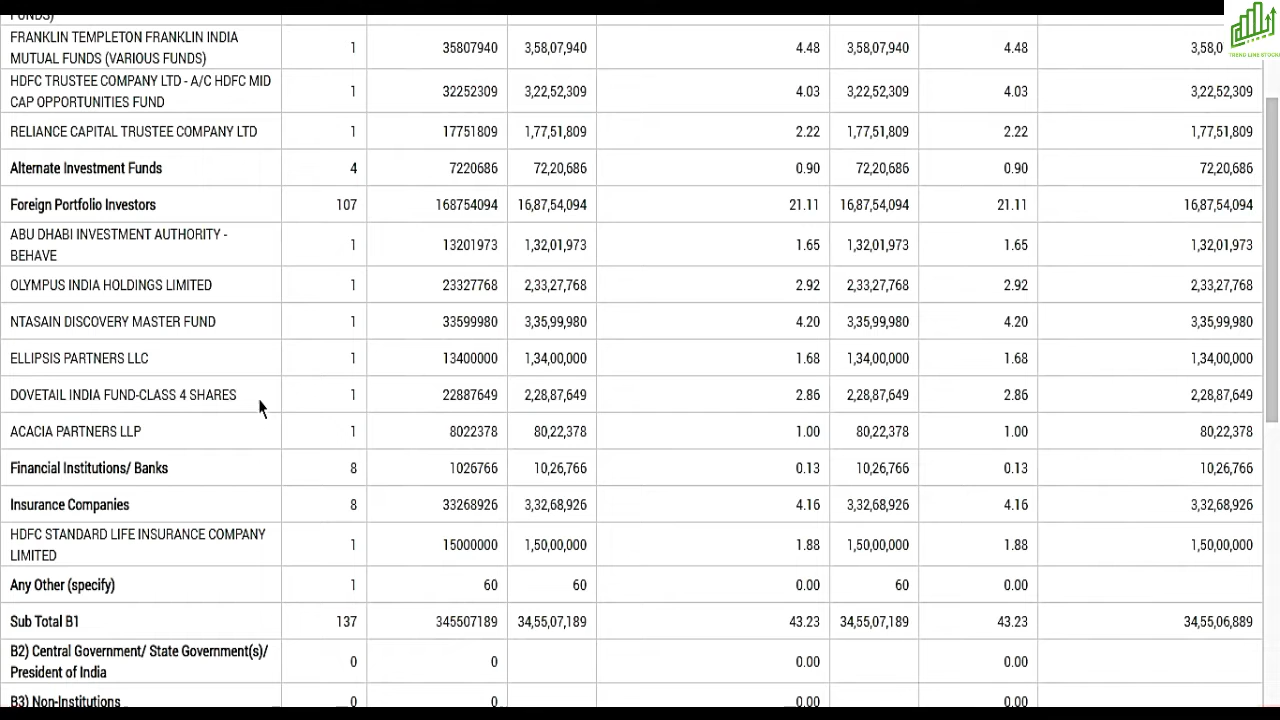 FUNDS)
FRANKLIN TEMPLETON FRANKLIN INDIA
MUTUAL FUNDS (VARIOUS FUNDS) 1 35807940 3,58,07,940 4.48 3,58,07,940 4.48 3,58,0
HDFC TRUSTEE COMPANY LTD - A/C HDFC MID
CAP OPPORTUNITIES FUND 1 32252309 3,22,52,309 4.03 3,22,52,309 4.03 3,22,52,309
RELIANCE CAPITAL TRUSTEE COMPANY LTD 1 17751809 1,77,51,809 2.22 1,77,51,809 2.22 1,77,51,809
Alternate Investment Funds 4 7220686 72,20,686 0.90 72,20,686 0.90 72,20,686
Foreign Portfolio Investors 107 168754094 16,87,54,094 21.11 16,87,54,094 21.11 16,87,54,094
ABU DHABI INVESTMENT AUTHORITY -
BEHAVE 1 13201973 1,32,01,973 1.65 1,32,01,973 1.65 1,32,01,973
OLYMPUS INDIA HOLDINGS LIMITED 1 23327768 2,33,27,768 2.92 2,33,27,768 2.92 2,33,27,768
NTASAIN DISCOVERY MASTER FUND 1 33599980 3,35,99,980 4.20 3,35,99,980 4.20 3,35,99,980
ELLIPSIS PARTNERS LLC 1 13400000 1,34,00,000 1.68 1,34,00,000 1.68 1,34,00,000
DOVETAIL INDIA FUND-CLASS 4 SHARES 1 22887649 2,28,87,649 2.86 2,28,87,649 2.86 2,28,87,649
ACACIA PARTNERS LLP 1 8022378 80,22,378 1.00 80,22,378 1.00 80,22,378
Financial Institutions/ Banks 8 1026766 10,26,766 0.13 10,26,766 0.13 10,26,766
Insurance Companies 8 33268926 3,32,68,926 4.16 3,32,68,926 4.16 3,32,68,926
HDFC STANDARD LIFE INSURANCE COMPANY
LIMITED 1 15000000 1,50,00,000 1.88 1,50,00,000 1.88 1,50,00,000
Any Other (specify) 1 60 60 0.00 60 0.00
Sub Total B1 137 345507189 34,55,07,189 43.23 34,55,07,189 43.23 34,55,06,889
B2) Central Government/ State Government(s)/
President of India 0 0 0.00 0.00
B3) Non-Institutions 0 0 0.00 0.00
TREND LINE STOCKS